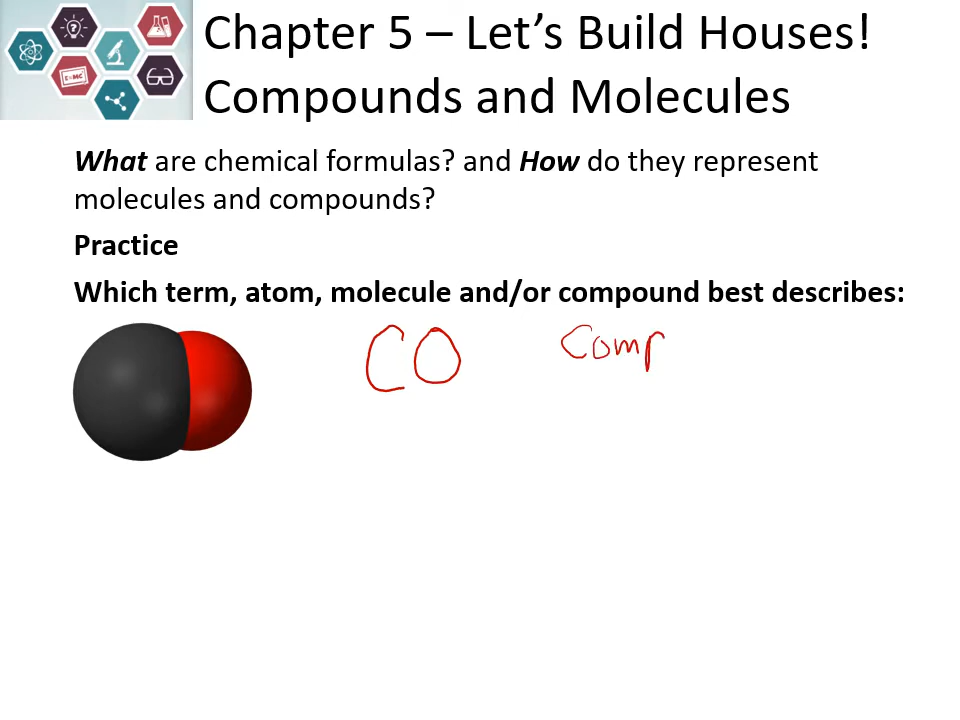 Chapter 5 – Let's Build Houses!
Compounds and Molecules
What are chemical formulas? and How do they represent
molecules and compounds?
Practice
Which term, atom, molecule and/or compound best describes:
CO Comp